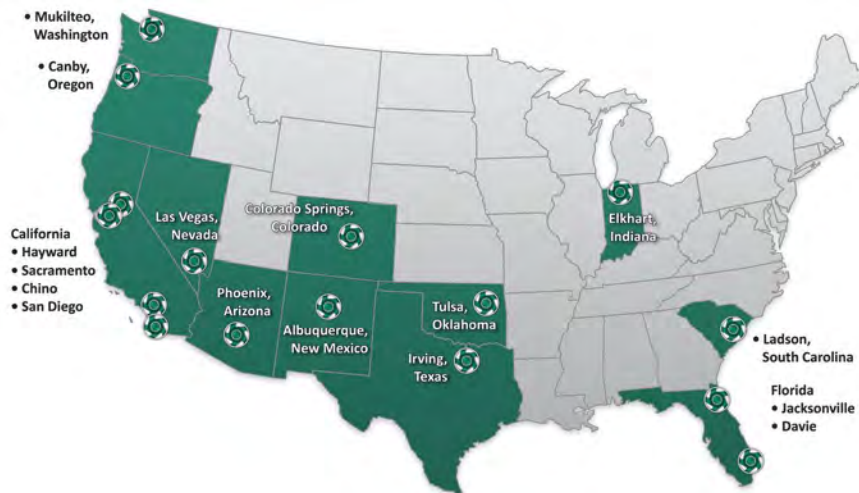 • Mukilteo,
Washington
• Canby,
Oregon
California
• Hayward
• Sacramento
• Chino
• San Diego
Las Vegas,
Nevada
Colorado Springs,
Colorado
Phoenix,
Arizona
Albuquerque,
New Mexico
Tulsa,
Oklahoma
Irving,
Texas
Elkhart,
Indiana
• Ladson,
South Carolina
Florida
• Jacksonville
• Davie